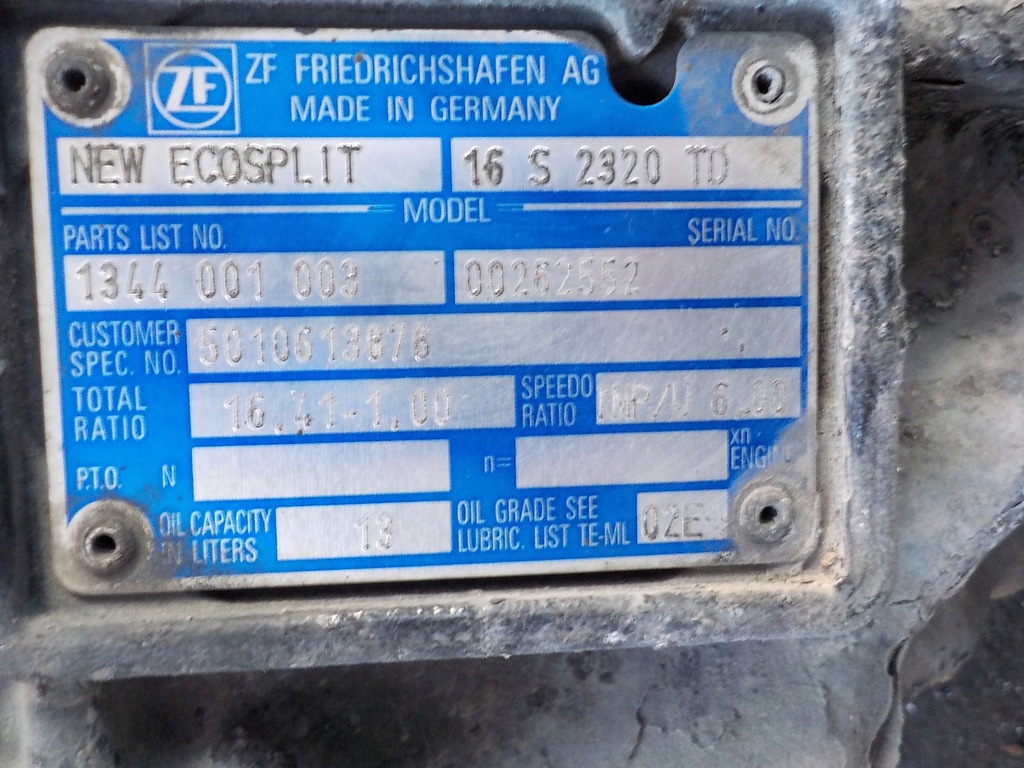 ZF
ZF FRIEDRICHSHAFEN AG
MADE IN GERMANY
NEW ECOSPLIT 16 S 2320 TD
MODEL
PARTS LIST NO. SERIAL NO.
1344 001 003 00262552
CUSTOMER SPEC. NO. 5010613878
TOTAL RATIO 16.41-1.00 SPEEDO RATIO IMP/U 6.00
P.T.O. N n= xn ENGINE
OIL CAPACITY IN LITERS 13 OIL GRADE SEE LUBRIC. LIST TE-ML 02E